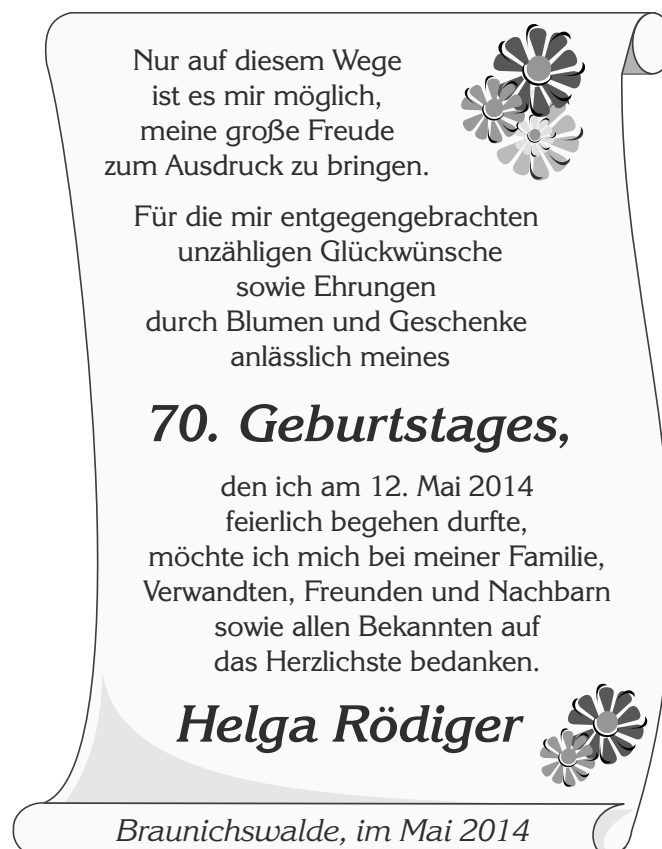 Nur auf diesem Wege
ist es mir möglich,
meine große Freude
zum Ausdruck zu bringen.
Für die mir entgegengebrachten
unzähligen Glückwünsche
sowie Ehrungen
durch Blumen und Geschenke
anlässlich meines
70. Geburtstages,
den ich am 12. Mai 2014
feierlich begehen durfte,
möchte ich mich bei meiner Familie,
Verwandten, Freunden und Nachbarn
sowie allen Bekannten auf
das Herzlichste bedanken.
Helga Rödiger
Braunichswalde, im Mai 2014